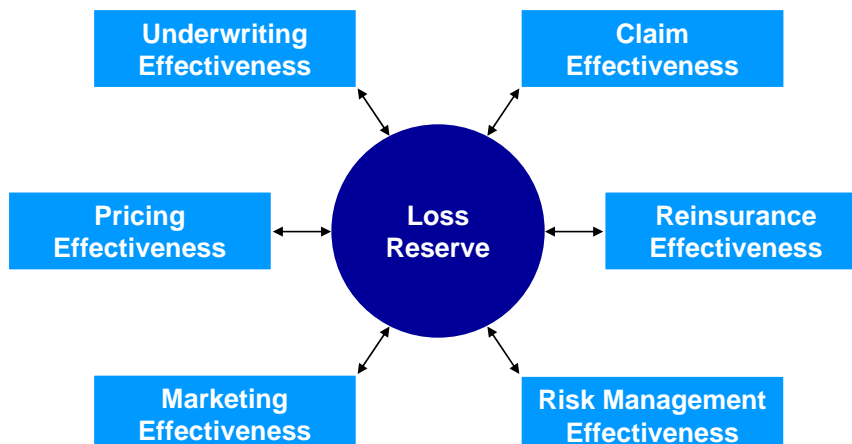 Underwriting
Effectiveness
Claim
Effectiveness
Pricing
Effectiveness
Loss
Reserve
Reinsurance
Effectiveness
Marketing
Effectiveness
Risk Management
Effectiveness